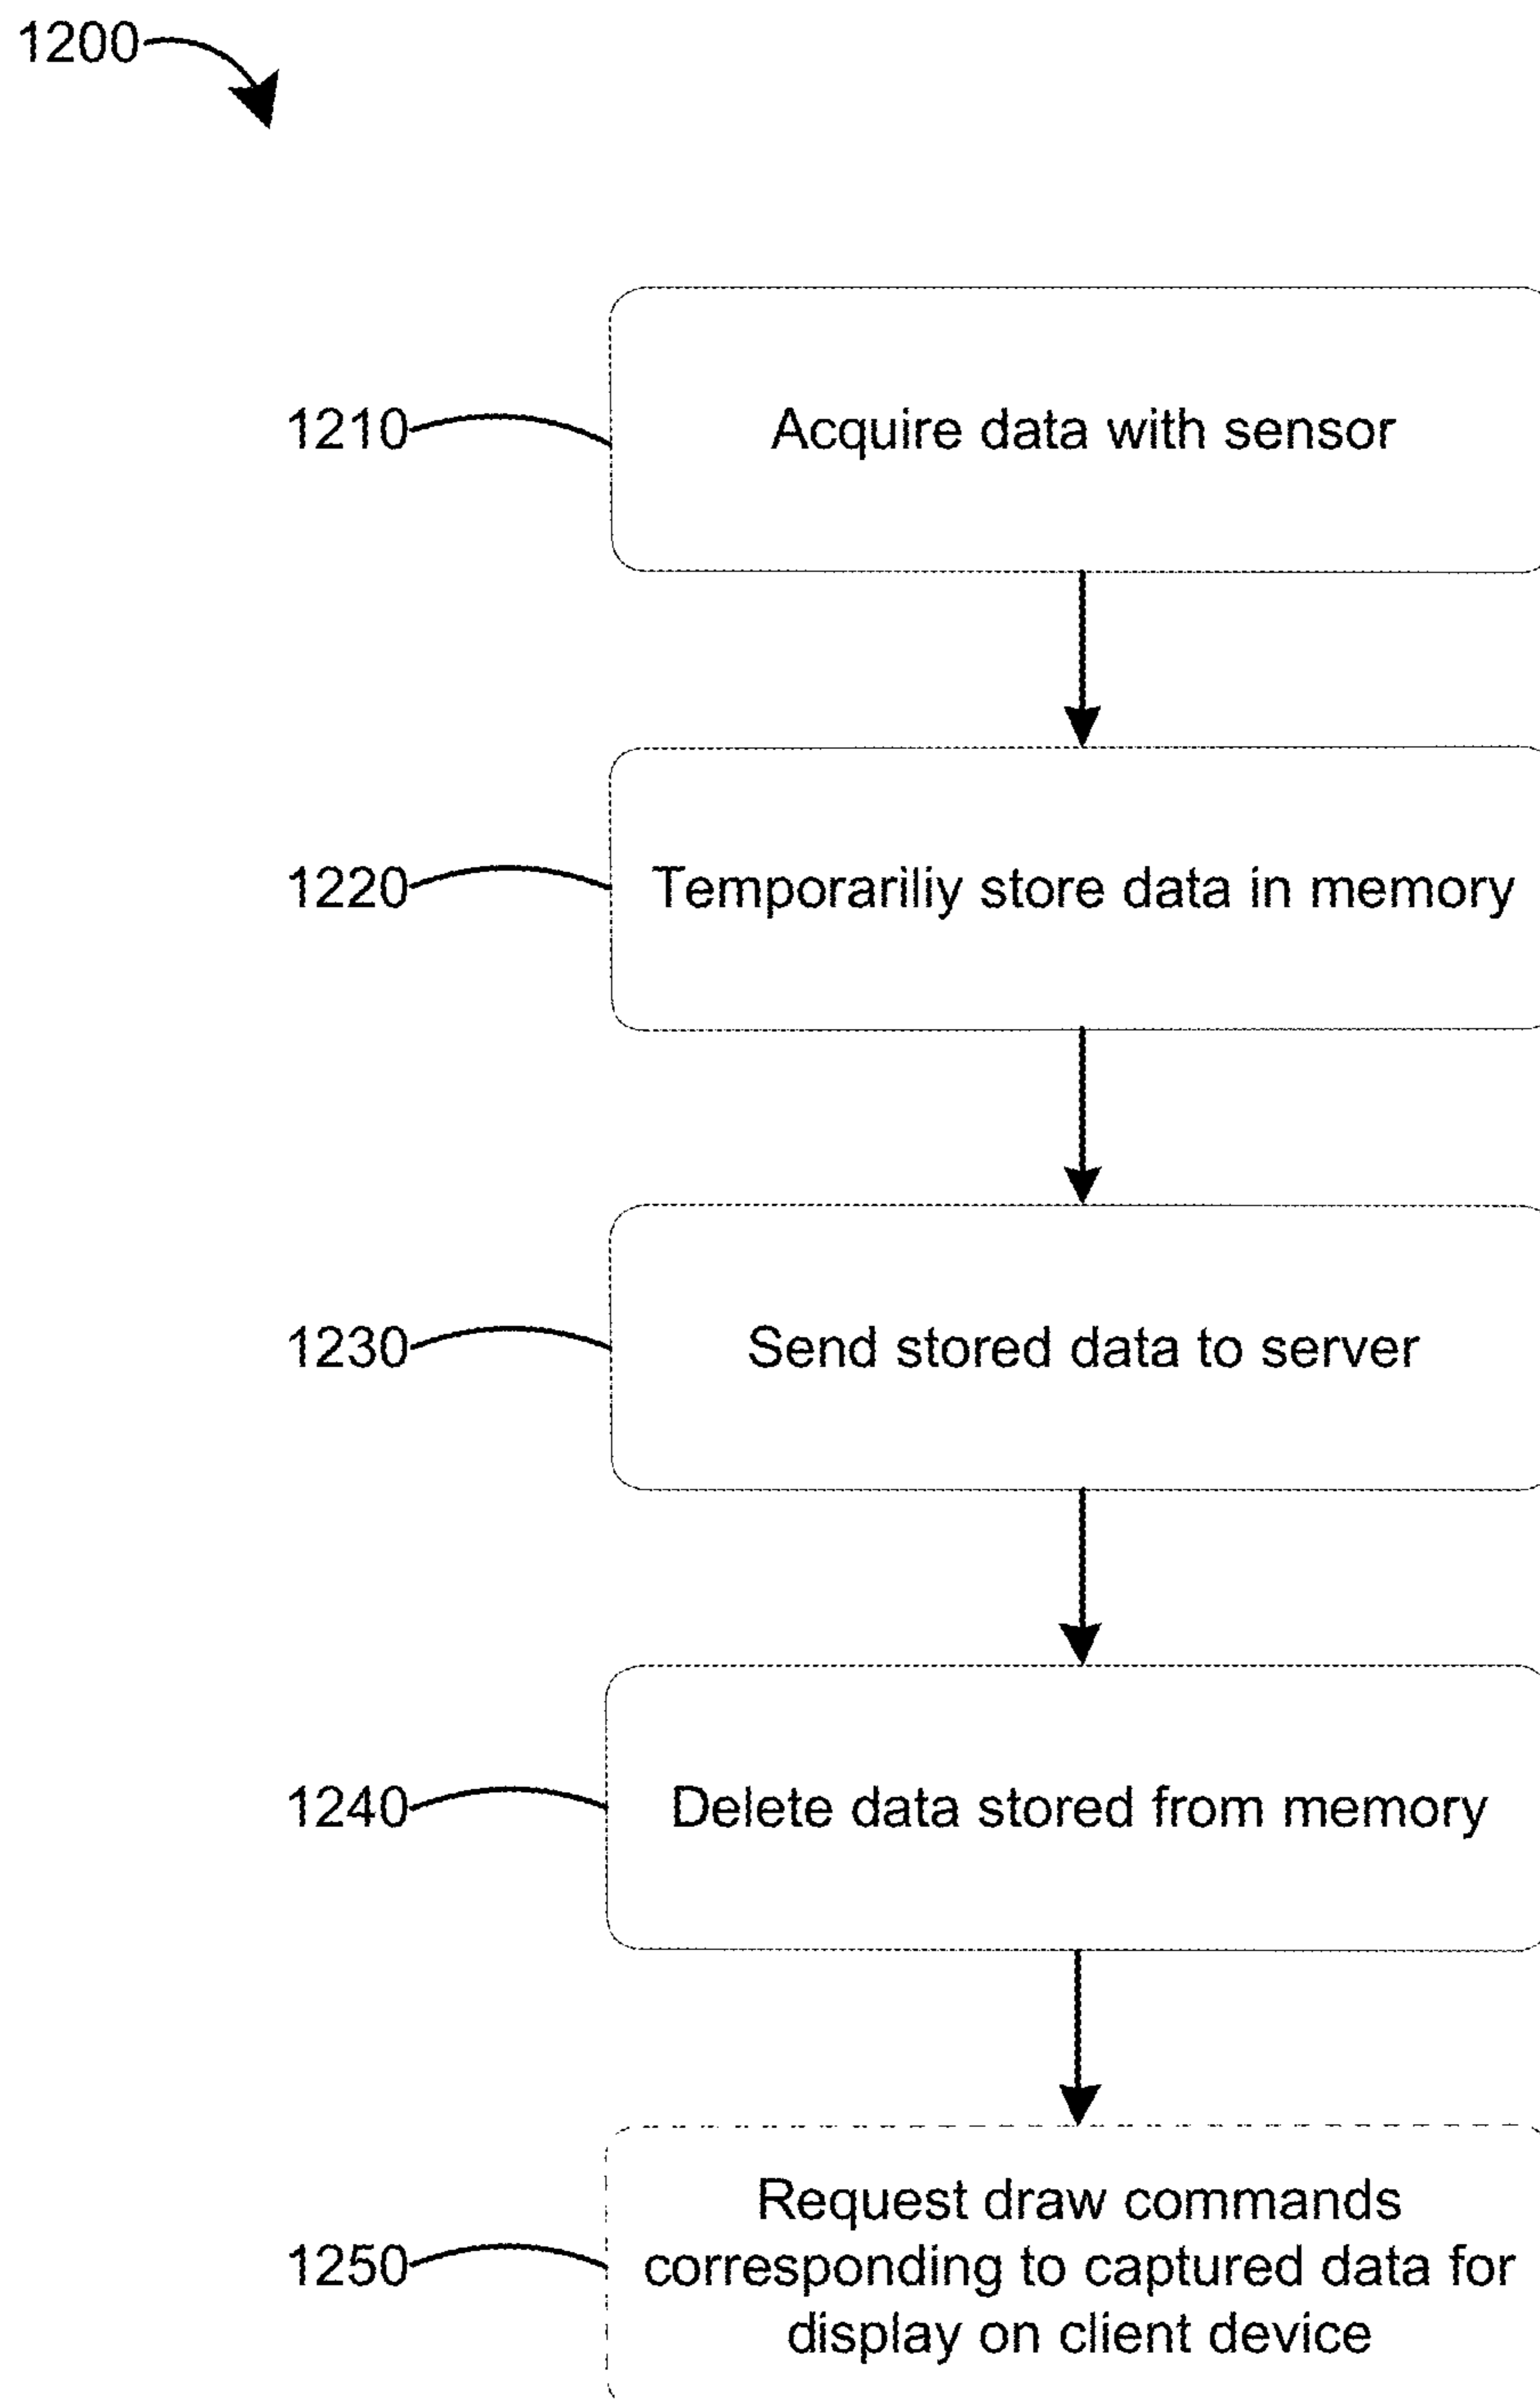 1200
1210 Acquire data with sensor
1220 Temporariliy store data in memory
1230 Send stored data to server
1240 Delete data stored from memory
Request draw commands
1250 corresponding to captured data for
display on client device